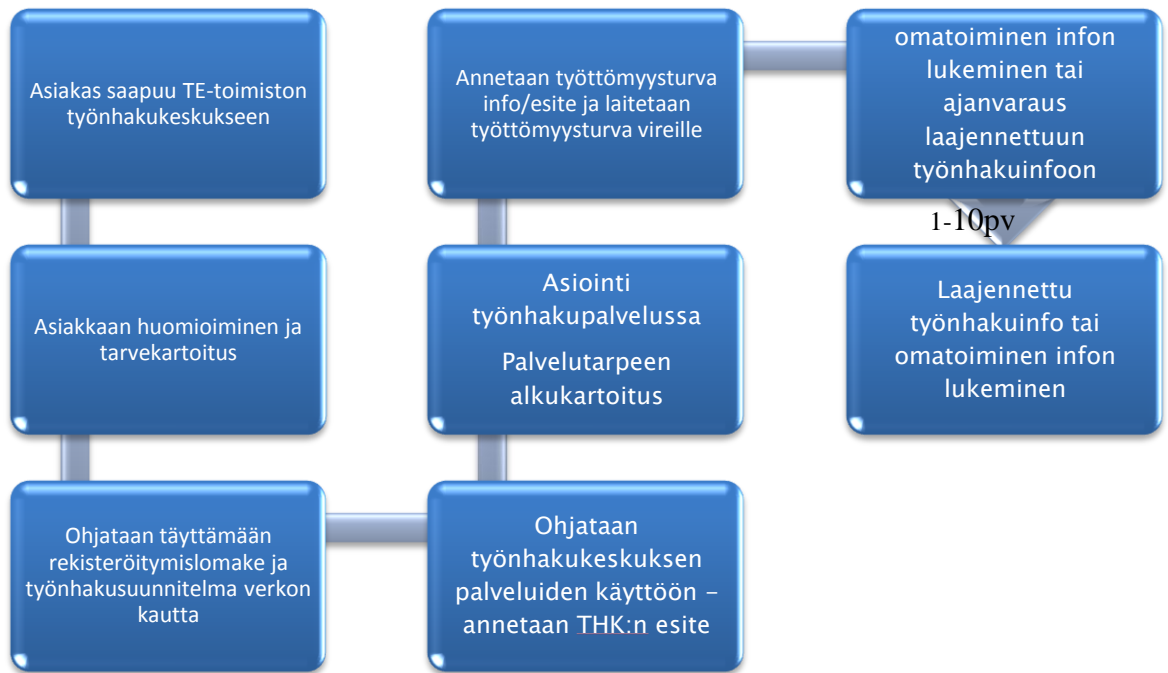 Asiakas saapuu TE-toimiston
työnhakukeskukseen
Asiakkaan huomioiminen ja
tarvekartoitus
Ohjataan täyttämään
rekisteröitymislomake ja
työnhakusuunnitelma verkon
kautta
Ohjataan
työnhakukeskuksen
palveluiden käyttöön –
annetaan THK:n esite
Asiointi
työnhakupalvelussa
Palvelutarpeen
alkukartoitus
Annetaan työttömyysturva
info/esite ja laitetaan
työttömyysturva vireille
omatoiminen infon
lukeminen tai
ajanvaraus
laajennettuun
työnhakuinfoon
1-10pv
Laajennettu
työnhakuinfo tai
omatoiminen infon
lukeminen